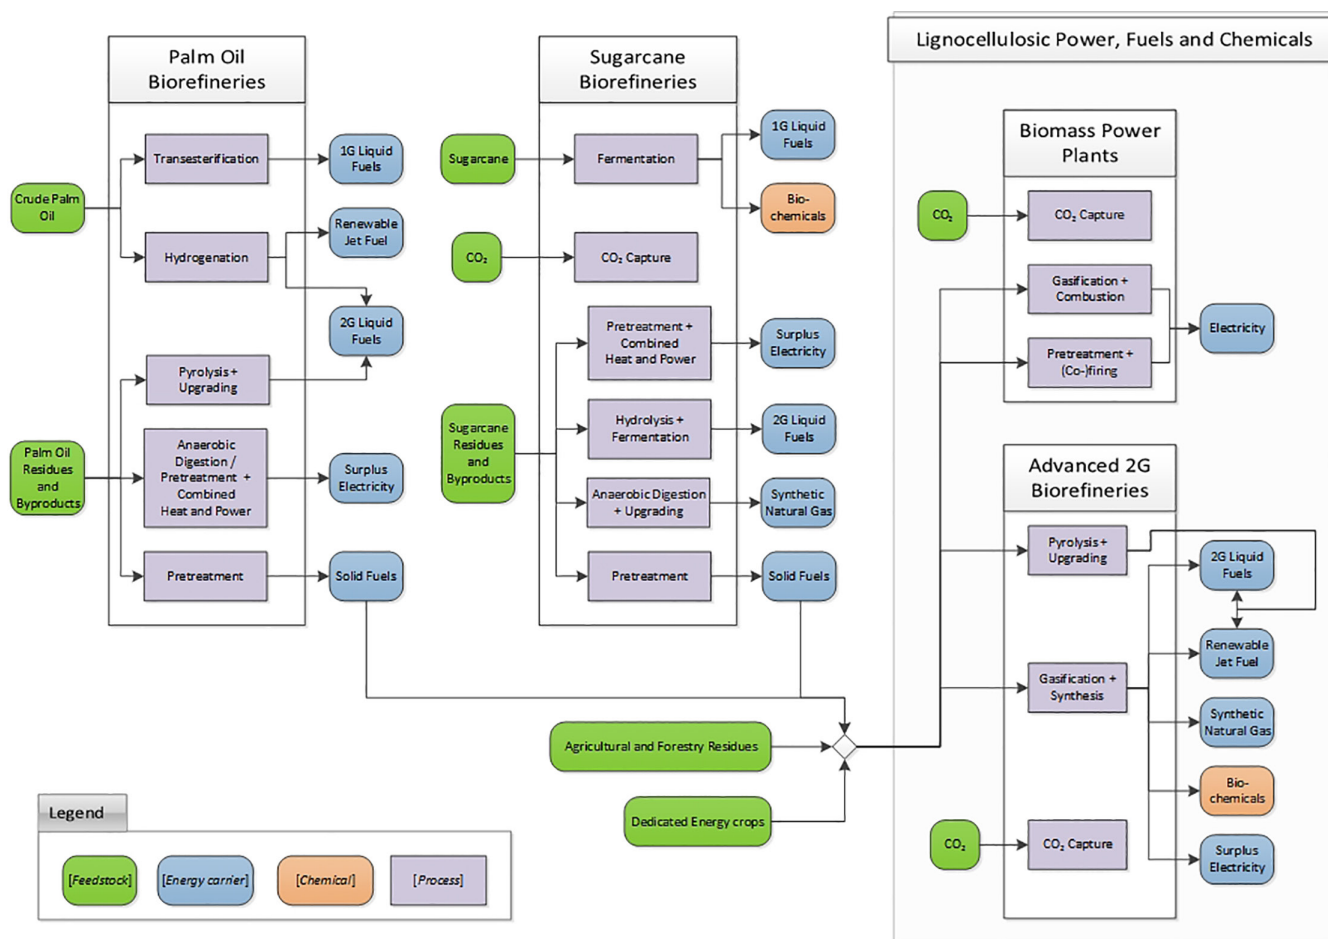 Palm Oil
Biorefineries
Transesterification
1G Liquid
Fuels
Crude Palm
Oil
Renewable
Jet Fuel
Hydrogenation
2G Liquid
Fuels
Pyrolysis +
Upgrading
Palm Oil
Residues
and
Byproducts
Anaerobic
Digestion /
Pretreatment +
Combined
Heat and Power
Surplus
Electricity
Pretreatment
Solid Fuels
Sugarcane
Biorefineries
Sugarcane
Fermentation
1G Liquid
Fuels
Bio-
chemicals
CO₂
CO₂ Capture
Pretreatment +
Combined
Heat and Power
Surplus
Electricity
Sugarcane
Residues
and
Byproducts
Hydrolysis +
Fermentation
2G Liquid
Fuels
Anaerobic Digestion
+ Upgrading
Synthetic
Natural Gas
Pretreatment
Solid Fuels
Agricultural and Forestry Residues
Dedicated Energy crops
Lignocellulosic Power, Fuels and Chemicals
Biomass Power
Plants
CO₂
CO₂ Capture
Gasification +
Combustion
Electricity
Pretreatment +
(Co-)firing
Advanced 2G
Biorefineries
Pyrolysis +
Upgrading
2G Liquid
Fuels
Renewable
Jet Fuel
Gasification +
Synthesis
Synthetic
Natural Gas
Bio-
chemicals
CO₂
CO₂ Capture
Surplus
Electricity
Legend
[Feedstock]
[Energy carrier]
[Chemical]
[Process]